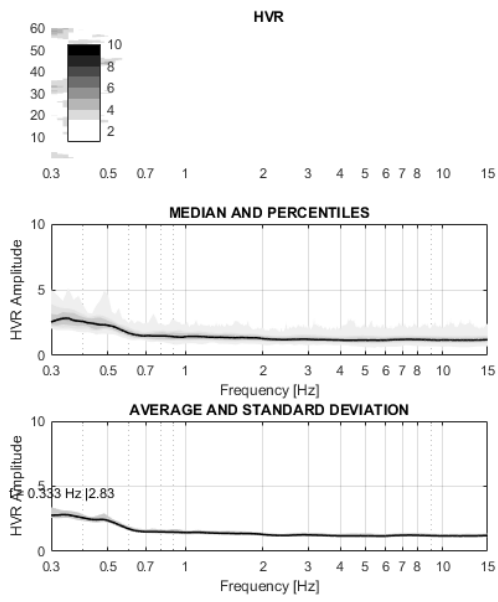 HVR
60
50
40
30
20
10
10
8
6
4
2
0.3 0.5 0.7 1 2 3 4 5 6 7 8 10 15
MEDIAN AND PERCENTILES
10
5
0
HVR Amplitude
0.3 0.5 0.7 1 2 3 4 5 6 7 8 10 15
Frequency [Hz]
AVERAGE AND STANDARD DEVIATION
10
5
0
HVR Amplitude
0.333 Hz |2.83
0.3 0.5 0.7 1 2 3 4 5 6 7 8 10 15
Frequency [Hz]